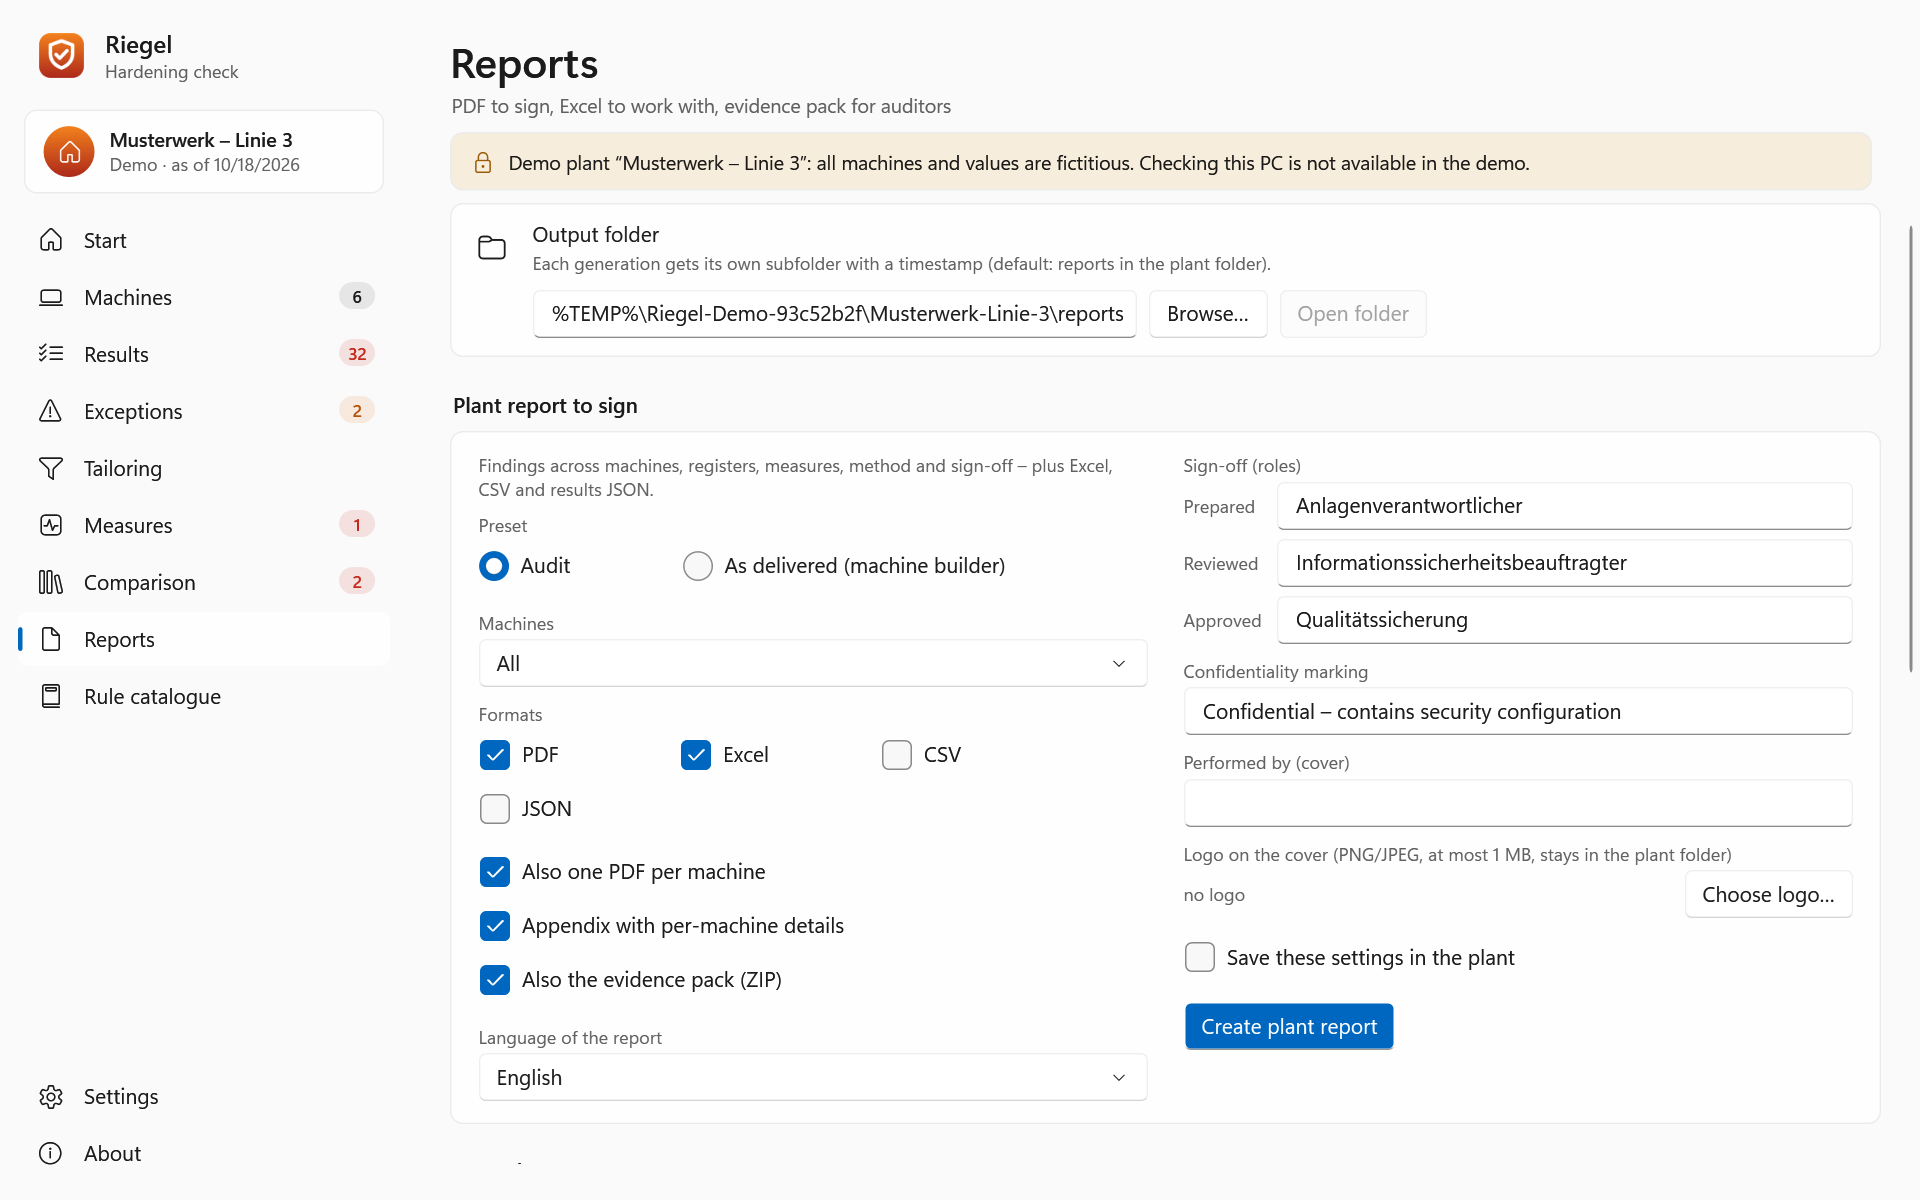 Riegel
Hardening check
Musterwerk – Linie 3
Demo · as of 10/18/2026
Start
Machines
6
Results
32
Exceptions
2
Tailoring
Measures
1
Comparison
2
Reports
Rule catalogue
Settings
About
Reports
PDF to sign, Excel to work with, evidence pack for auditors
Demo plant “Musterwerk – Linie 3”: all machines and values are fictitious. Checking this PC is not available in the demo.
Output folder
Each generation gets its own subfolder with a timestamp (default: reports in the plant folder).
%TEMP%\Riegel-Demo-93c52b2f\Musterwerk-Linie-3\reports
Browse...
Open folder
Plant report to sign
Findings across machines, registers, measures, method and sign-off – plus Excel,
CSV and results JSON.
Preset
Audit
As delivered (machine builder)
Machines
All
Formats
PDF
Excel
CSV
JSON
Also one PDF per machine
Appendix with per-machine details
Also the evidence pack (ZIP)
Language of the report
English
Sign-off (roles)
Prepared
Anlagenverantwortlicher
Reviewed
Informationssicherheitsbeauftragter
Approved
Qualitätssicherung
Confidentiality marking
Confidential – contains security configuration
Performed by (cover)
Logo on the cover (PNG/JPEG, at most 1 MB, stays in the plant folder)
no logo
Choose logo...
Save these settings in the plant
Create plant report